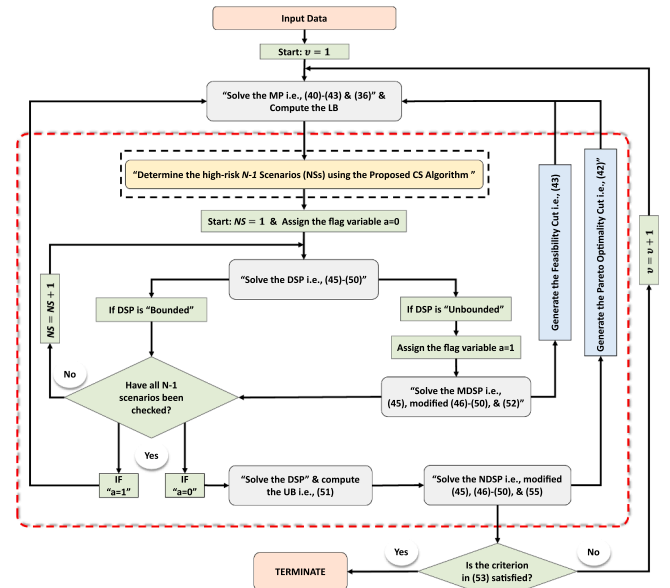 Input Data
Start: υ = 1
"Solve the MP i.e., (40)-(43) & (36)" &
Compute the LB
"Determine the high-risk N-1 Scenarios (NSs) using the Proposed CS Algorithm "
Start: NS = 1 & Assign the flag variable a=0
"Solve the DSP i.e., (45)-(50)"
If DSP is "Bounded"
If DSP is "Unbounded"
Assign the flag variable a=1
NS = NS + 1
No
Have all N-1
scenarios been
checked?
"Solve the MDSP i.e.,
(45), modified (46)-(50), & (52)"
Generate the Feasibility Cut i.e., (43)
Generate the Pareto Optimality Cut i.e., (42)"
υ = υ + 1
Yes
IF
"a=1"
IF
"a=0"
"Solve the DSP" & compute
the UB i.e., (51)
"Solve the NDSP i.e., modified
(45), (46)-(50), & (55)
Yes
Is the criterion
in (53) satisfied?
No
TERMINATE